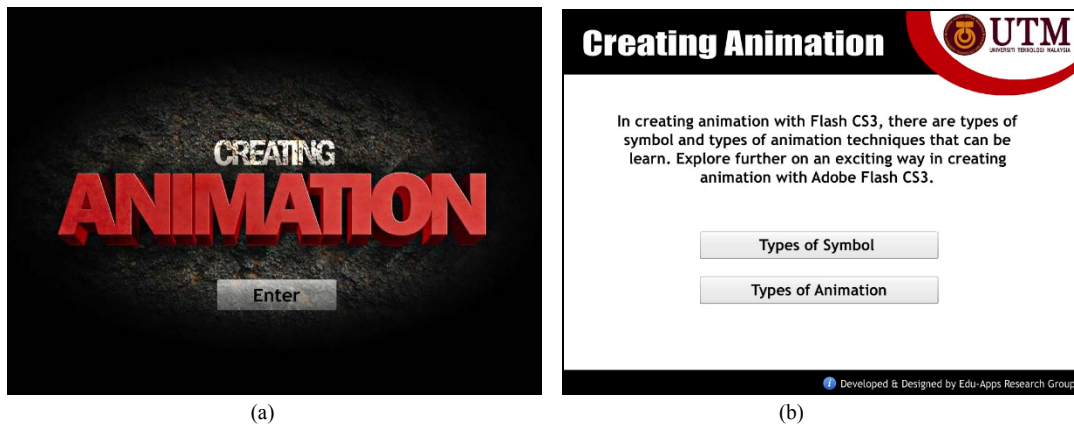 CREATING
ANIMATION
Enter
(a)
Creating Animation
UTM
UNIVERSITI TEKNOLOGI MALAYSIA
In creating animation with Flash CS3, there are types of
symbol and types of animation techniques that can be
learn. Explore further on an exciting way in creating
animation with Adobe Flash CS3.
Types of Symbol
Types of Animation
i Developed & Designed by Edu-Apps Research Group
(b)